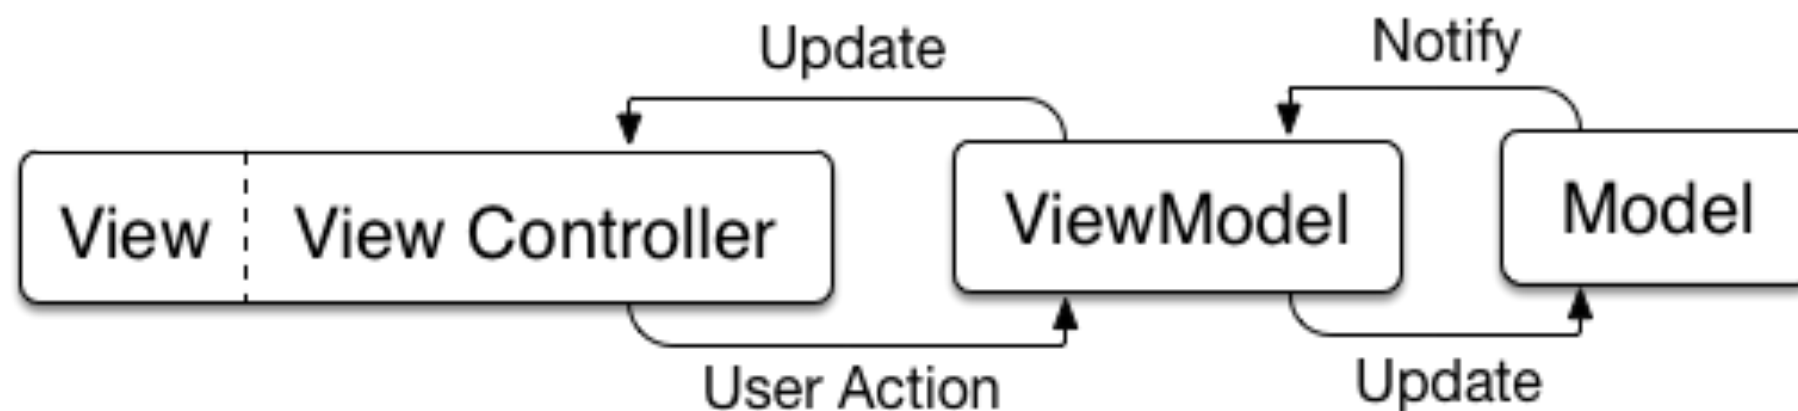 Update
Notify
View
View Controller
ViewModel
Model
User Action
Update